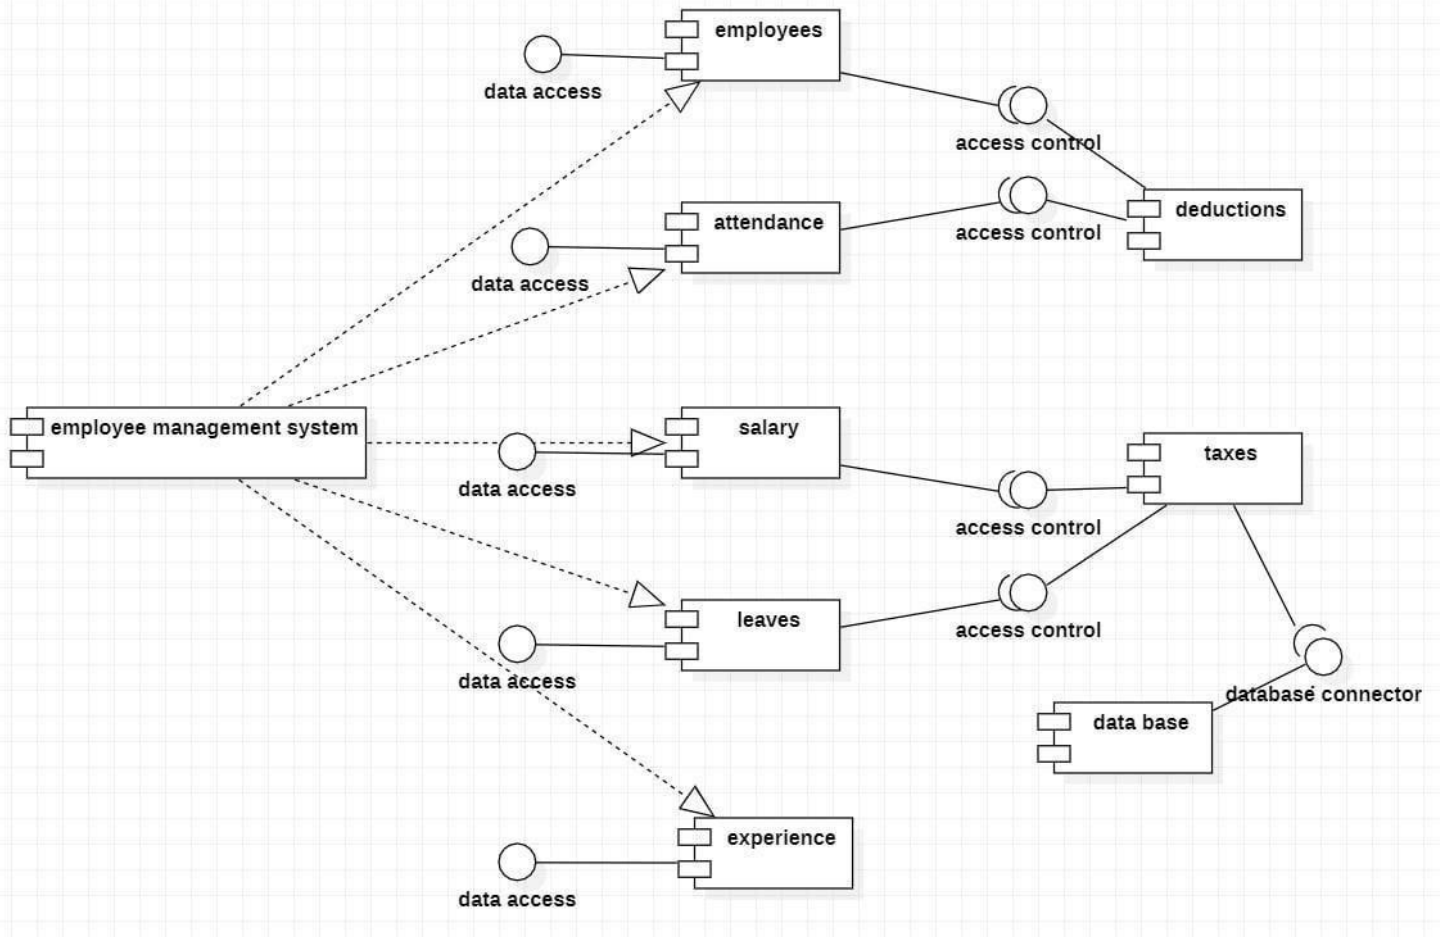 employees
data access
access control
deductions
attendance
access control
data access
employee management system
salary
taxes
data access
access control
leaves
access control
data access
database connector
data base
experience
data access